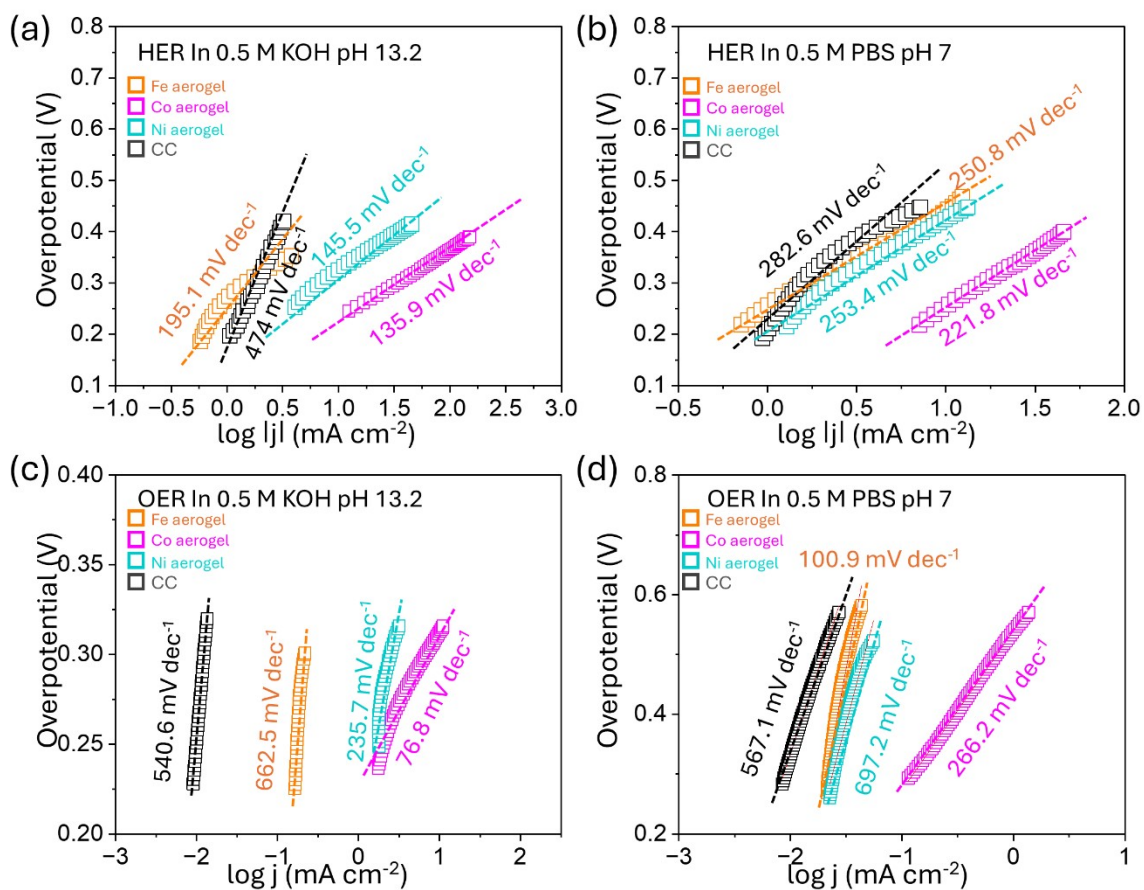 (a)
HER In 0.5 M KOH pH 13.2
Fe aerogel
Co aerogel
Ni aerogel
CC
195.1 mV dec⁻¹
474 mV dec⁻¹
145.5 mV dec⁻¹
135.9 mV dec⁻¹
Overpotential (V)
0.8
0.7
0.6
0.5
0.4
0.3
0.2
0.1
−1.0 −0.5 0.0 0.5 1.0 1.5 2.0 2.5 3.0
log |j| (mA cm⁻²)
(b)
HER In 0.5 M PBS pH 7
Fe aerogel
Co aerogel
Ni aerogel
CC
282.6 mV dec⁻¹
250.8 mV dec⁻¹
253.4 mV dec⁻¹
221.8 mV dec⁻¹
Overpotential (V)
0.8
0.7
0.6
0.5
0.4
0.3
0.2
0.1
−0.5 0.0 0.5 1.0 1.5 2.0
log |j| (mA cm⁻²)
(c)
OER In 0.5 M KOH pH 13.2
Fe aerogel
Co aerogel
Ni aerogel
CC
540.6 mV dec⁻¹
662.5 mV dec⁻¹
235.7 mV dec⁻¹
76.8 mV dec⁻¹
Overpotential (V)
0.40
0.35
0.30
0.25
0.20
−3 −2 −1 0 1 2
log j (mA cm⁻²)
(d)
OER In 0.5 M PBS pH 7
Fe aerogel
Co aerogel
Ni aerogel
CC
100.9 mV dec⁻¹
567.1 mV dec⁻¹
697.2 mV dec⁻¹
266.2 mV dec⁻¹
Overpotential (V)
0.8
0.6
0.4
0.2
−3 −2 −1 0 1
log j (mA cm⁻²)